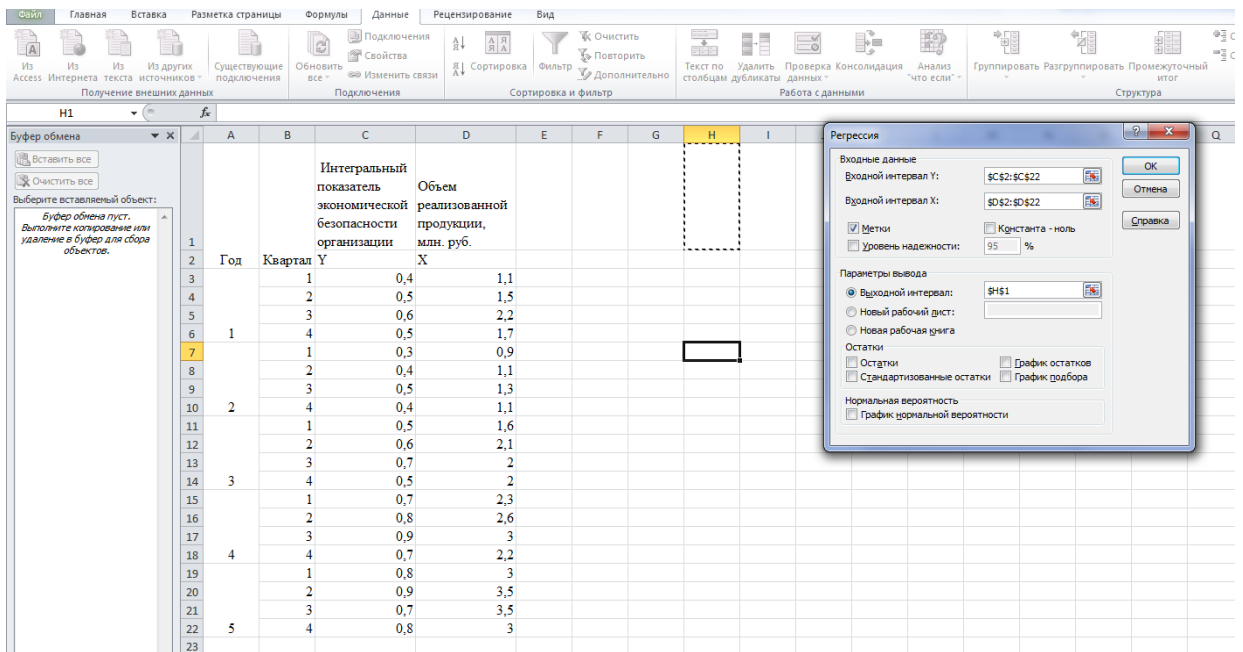 Файл Главная Вставка Разметка страницы Формулы Данные Рецензирование Вид
Из Access
Из Интернета
Из текста
Из других источников
Существующие подключения
Получение внешних данных
Обновить все
Подключения
Свойства
Изменить связи
Подключения
Сортировка
Фильтр
Очистить
Повторить
Дополнительно
Сортировка и фильтр
Текст по столбцам
Удалить дубликаты
Проверка данных
Консолидация
Анализ "что если"
Работа с данными
Группировать
Разгруппировать
Промежуточный итог
Структура
H1 fx
Буфер обмена
Вставить все
Очистить все
Выберите вставляемый объект:
Буфер обмена пуст.
Выполните копирование или
удаление в буфер для сбора
объектов.
A B C D E F G H I Q
Интегральный
показатель
экономической
безопасности
организации
Объем
реализованной
продукции,
млн. руб.
1
2 Год Квартал Y X
3 1 0,4 1,1
4 2 0,5 1,5
5 3 0,6 2,2
6 1 4 0,5 1,7
7 1 0,3 0,9
8 2 0,4 1,1
9 3 0,5 1,3
10 2 4 0,4 1,1
11 1 0,5 1,6
12 2 0,6 2,1
13 3 0,7 2
14 3 4 0,5 2
15 1 0,7 2,3
16 2 0,8 2,6
17 3 0,9 3
18 4 4 0,7 2,2
19 1 0,8 3
20 2 0,9 3,5
21 3 0,7 3,5
22 5 4 0,8 3
23
Регрессия
Входные данные
Входной интервал Y: $C$2:$C$22
Входной интервал X: $D$2:$D$22
Метки Константа - ноль
Уровень надежности: 95 %
Параметры вывода
Выходной интервал: $H$1
Новый рабочий лист:
Новая рабочая книга
Остатки
Остатки График остатков
Стандартизованные остатки График подбора
Нормальная вероятность
График нормальной вероятности
ОК
Отмена
Справка